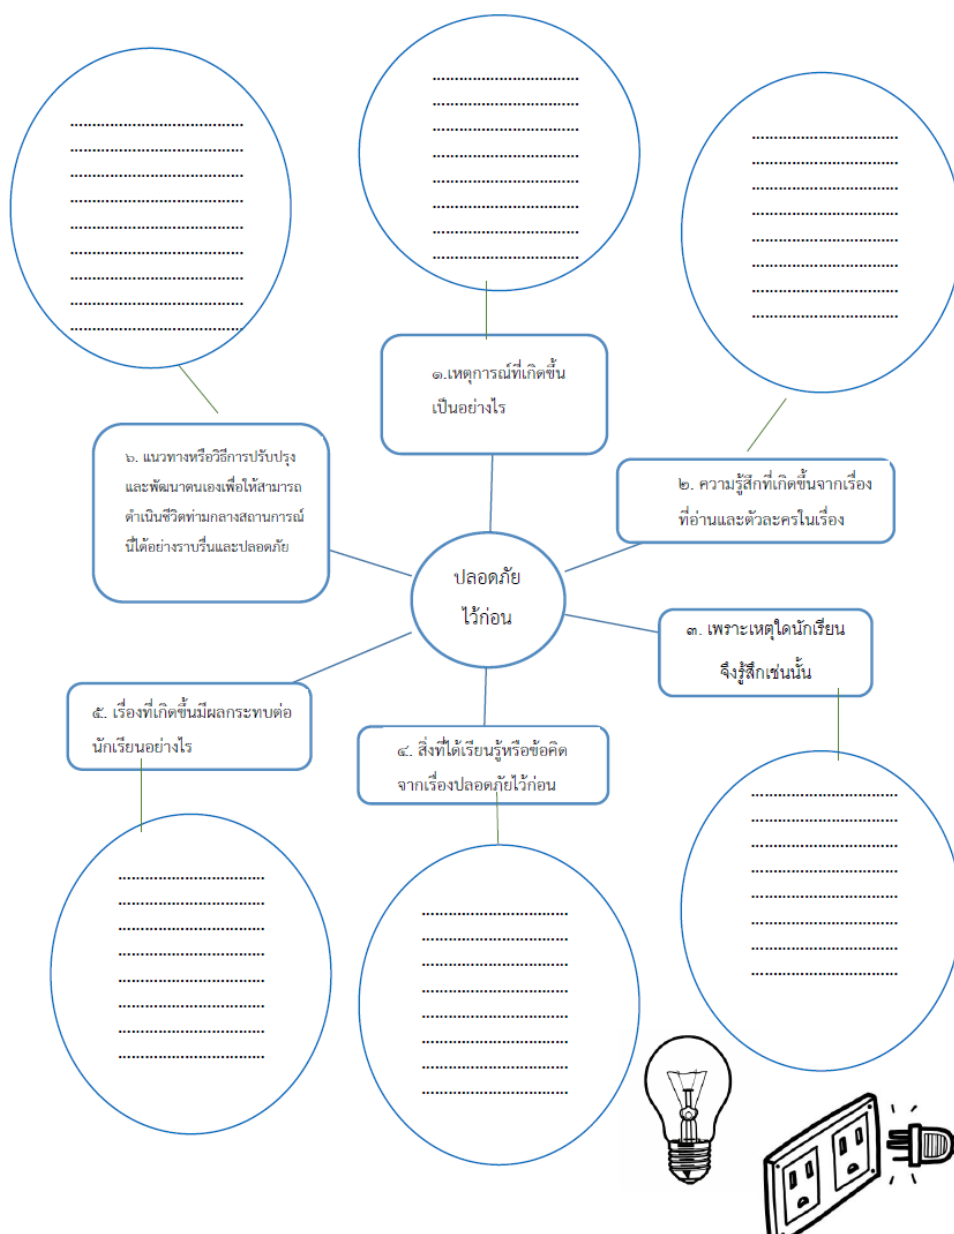 ๑.เหตุการณ์ที่เกิดขึ้น
เป็นอย่างไร
๖. แนวทางหรือวิธีการปรับปรุง
และพัฒนาตนเองเพื่อให้สามารถ
ดำเนินชีวิตท่ามกลางสถานการณ์
นี้ได้อย่างราบรื่นและปลอดภัย
๒. ความรู้สึกที่เกิดขึ้นจากเรื่อง
ที่อ่านและตัวละครในเรื่อง
ปลอดภัย
ไว้ก่อน
๓. เพราะเหตุใดนักเรียน
จึงรู้สึกเช่นนั้น
๕. เรื่องที่เกิดขึ้นมีผลกระทบต่อ
นักเรียนอย่างไร
๔. สิ่งที่ได้เรียนรู้หรือข้อคิด
จากเรื่องปลอดภัยไว้ก่อน